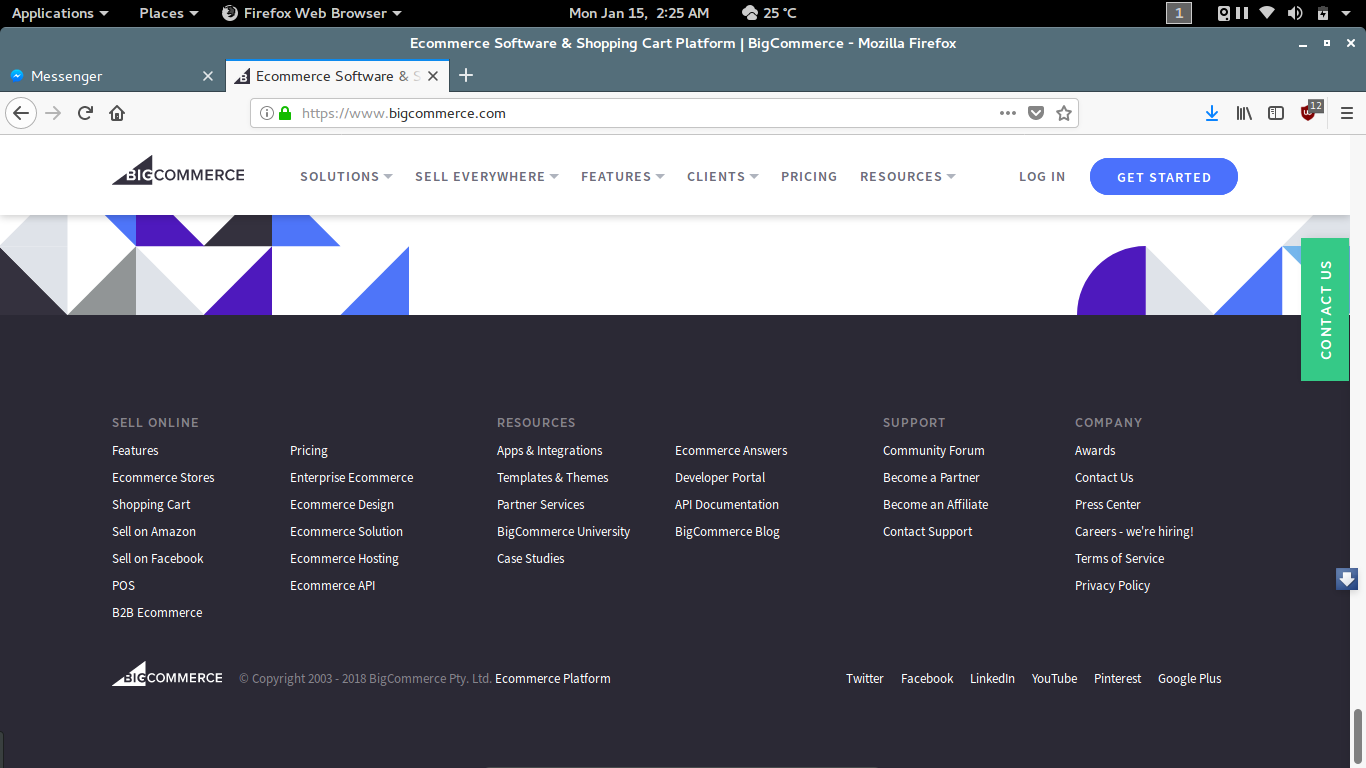 Applications Places Firefox Web Browser Mon Jan 15, 2:25 AM 25 °C 1
Ecommerce Software & Shopping Cart Platform | BigCommerce - Mozilla Firefox
Messenger Ecommerce Software & S
https://www.bigcommerce.com 12
BIGCOMMERCE SOLUTIONS SELL EVERYWHERE FEATURES CLIENTS PRICING RESOURCES LOG IN GET STARTED
CONTACT US
SELL ONLINE RESOURCES SUPPORT COMPANY
Features Pricing Apps & Integrations Ecommerce Answers Community Forum Awards
Ecommerce Stores Enterprise Ecommerce Templates & Themes Developer Portal Become a Partner Contact Us
Shopping Cart Ecommerce Design Partner Services API Documentation Become an Affiliate Press Center
Sell on Amazon Ecommerce Solution BigCommerce University BigCommerce Blog Contact Support Careers - we're hiring!
Sell on Facebook Ecommerce Hosting Case Studies Terms of Service
POS Ecommerce API Privacy Policy
B2B Ecommerce
BIGCOMMERCE © Copyright 2003 - 2018 BigCommerce Pty. Ltd. Ecommerce Platform Twitter Facebook LinkedIn YouTube Pinterest Google Plus